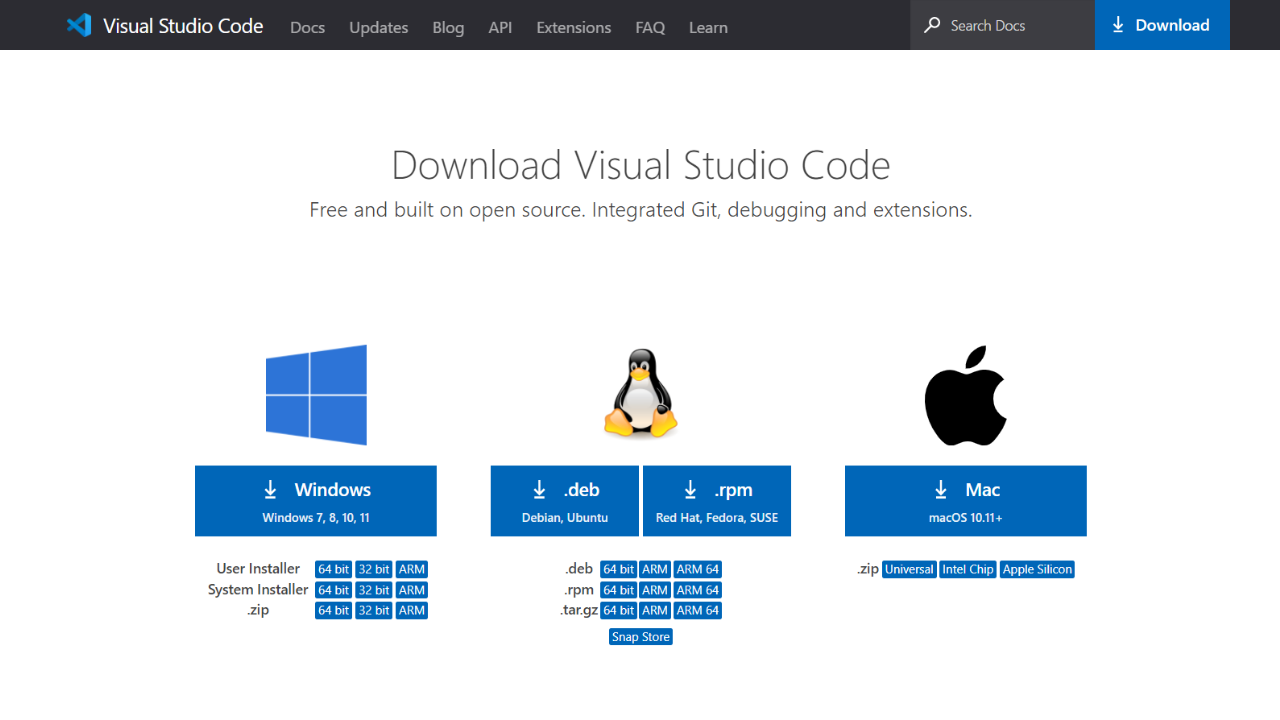 Visual Studio Code Docs Updates Blog API Extensions FAQ Learn Search Docs Download
Download Visual Studio Code
Free and built on open source. Integrated Git, debugging and extensions.
Windows
Windows 7, 8, 10, 11
User Installer 64 bit 32 bit ARM
System Installer 64 bit 32 bit ARM
.zip 64 bit 32 bit ARM
.deb
Debian, Ubuntu
.rpm
Red Hat, Fedora, SUSE
.deb 64 bit ARM ARM 64
.rpm 64 bit ARM ARM 64
.tar.gz 64 bit ARM ARM 64
Snap Store
Mac
macOS 10.11+
.zip Universal Intel Chip Apple Silicon